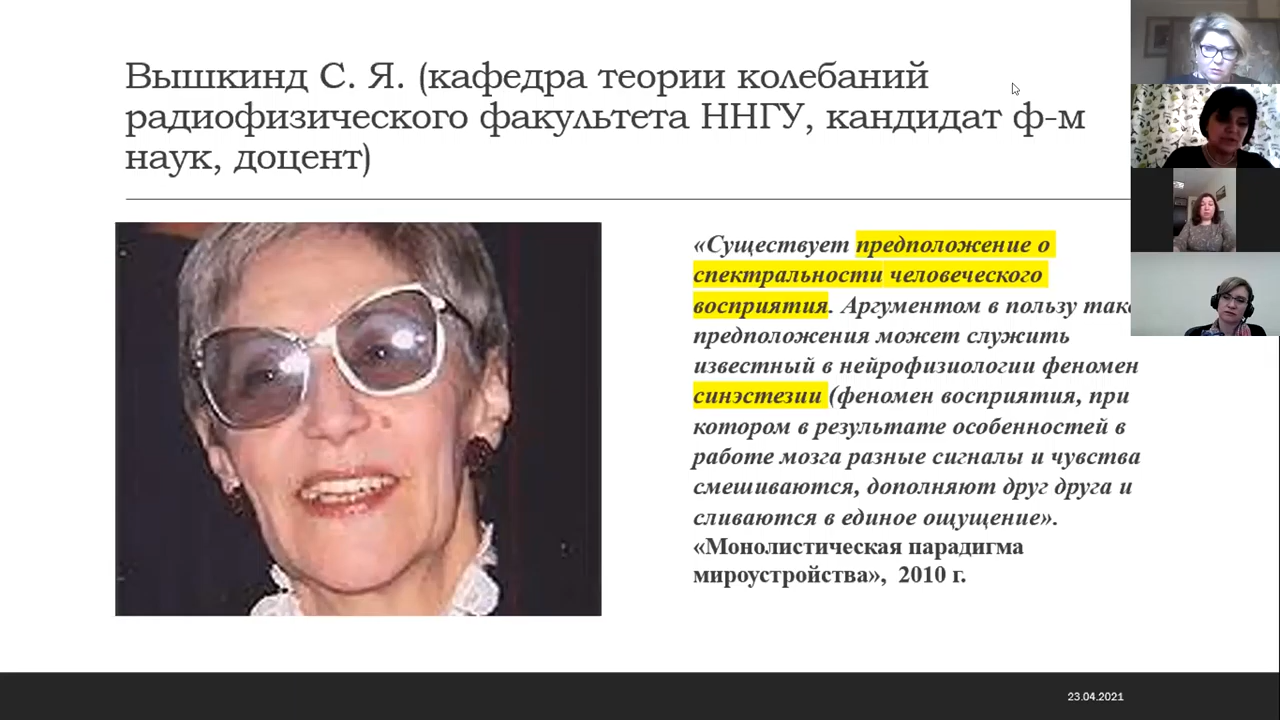 Вышкинд С. Я. (кафедра теории колебаний
радиофизического факультета ННГУ, кандидат ф-м
наук, доцент)
«Существует предположение о
спектральности человеческого
восприятия. Аргументом в пользу
предположения может служить
известный в нейрофизиологии феномен
синэстезии (феномен восприятия, при
котором в результате особенностей в
работе мозга разные сигналы и чувства
смешиваются, дополняют друг друга и
сливаются в единое ощущение».
«Монолистическая парадигма
мироустройства», 2010 г.
23.04.2021